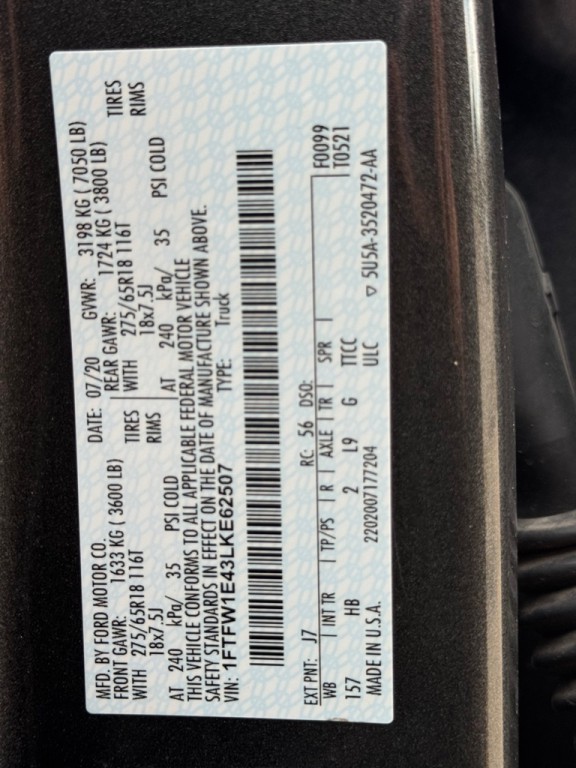 MFD. BY FORD MOTOR CO. DATE: 07/20 GVWR: 3198 KG ( 7050 LB)
FRONT GAWR: 1633 KG ( 3600 LB) REAR GAWR: 1724 KG ( 3800 LB)
WITH 275/65R18 116T TIRES WITH 275/65R18 116T TIRES
18x7.5J RIMS 18x7.5J RIMS
AT 240 kPa/ 35 PSI COLD AT 240 kPa/ 35 PSI COLD
THIS VEHICLE CONFORMS TO ALL APPLICABLE FEDERAL MOTOR VEHICLE
SAFETY STANDARDS IN EFFECT ON THE DATE OF MANUFACTURE SHOWN ABOVE.
VIN: 1FTFW1E43LKE62507 TYPE: Truck
EXT PNT: J7 RC: 56 DSO: F0099
WB INT TR TP/PS R AXLE TR SPR T0521
157 HB 2 L9 G TTCC
MADE IN U.S.A. 2202007177204 ULC ▽ 5U5A-3520472-AA